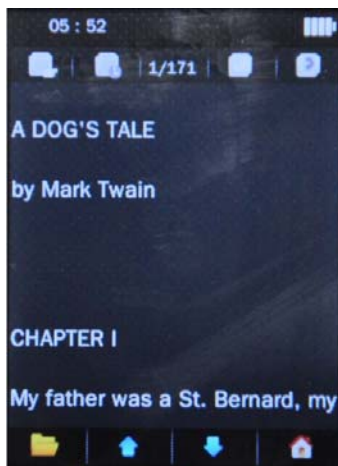 05 : 52
1/171
A DOG'S TALE
by Mark Twain
CHAPTER I
My father was a St. Bernard, my